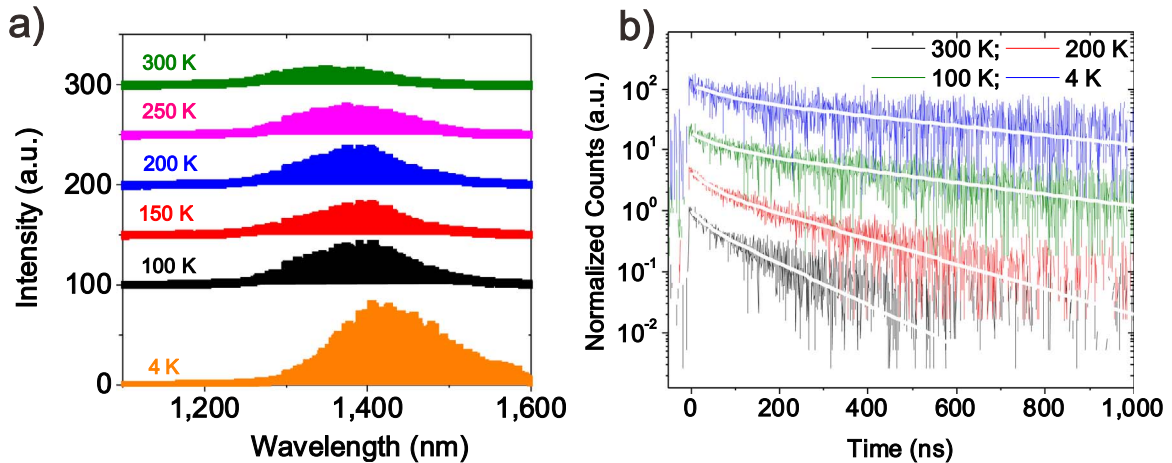 a)
300 K
250 K
200 K
150 K
100 K
4 K
300
200
100
0
Intensity (a.u.)
1,200
1,400
1,600
Wavelength (nm)
b)
300 K; 200 K
100 K; 4 K
10²
10¹
10⁰
10⁻¹
10⁻²
Normalized Counts (a.u.)
0
200
400
600
800
1,000
Time (ns)